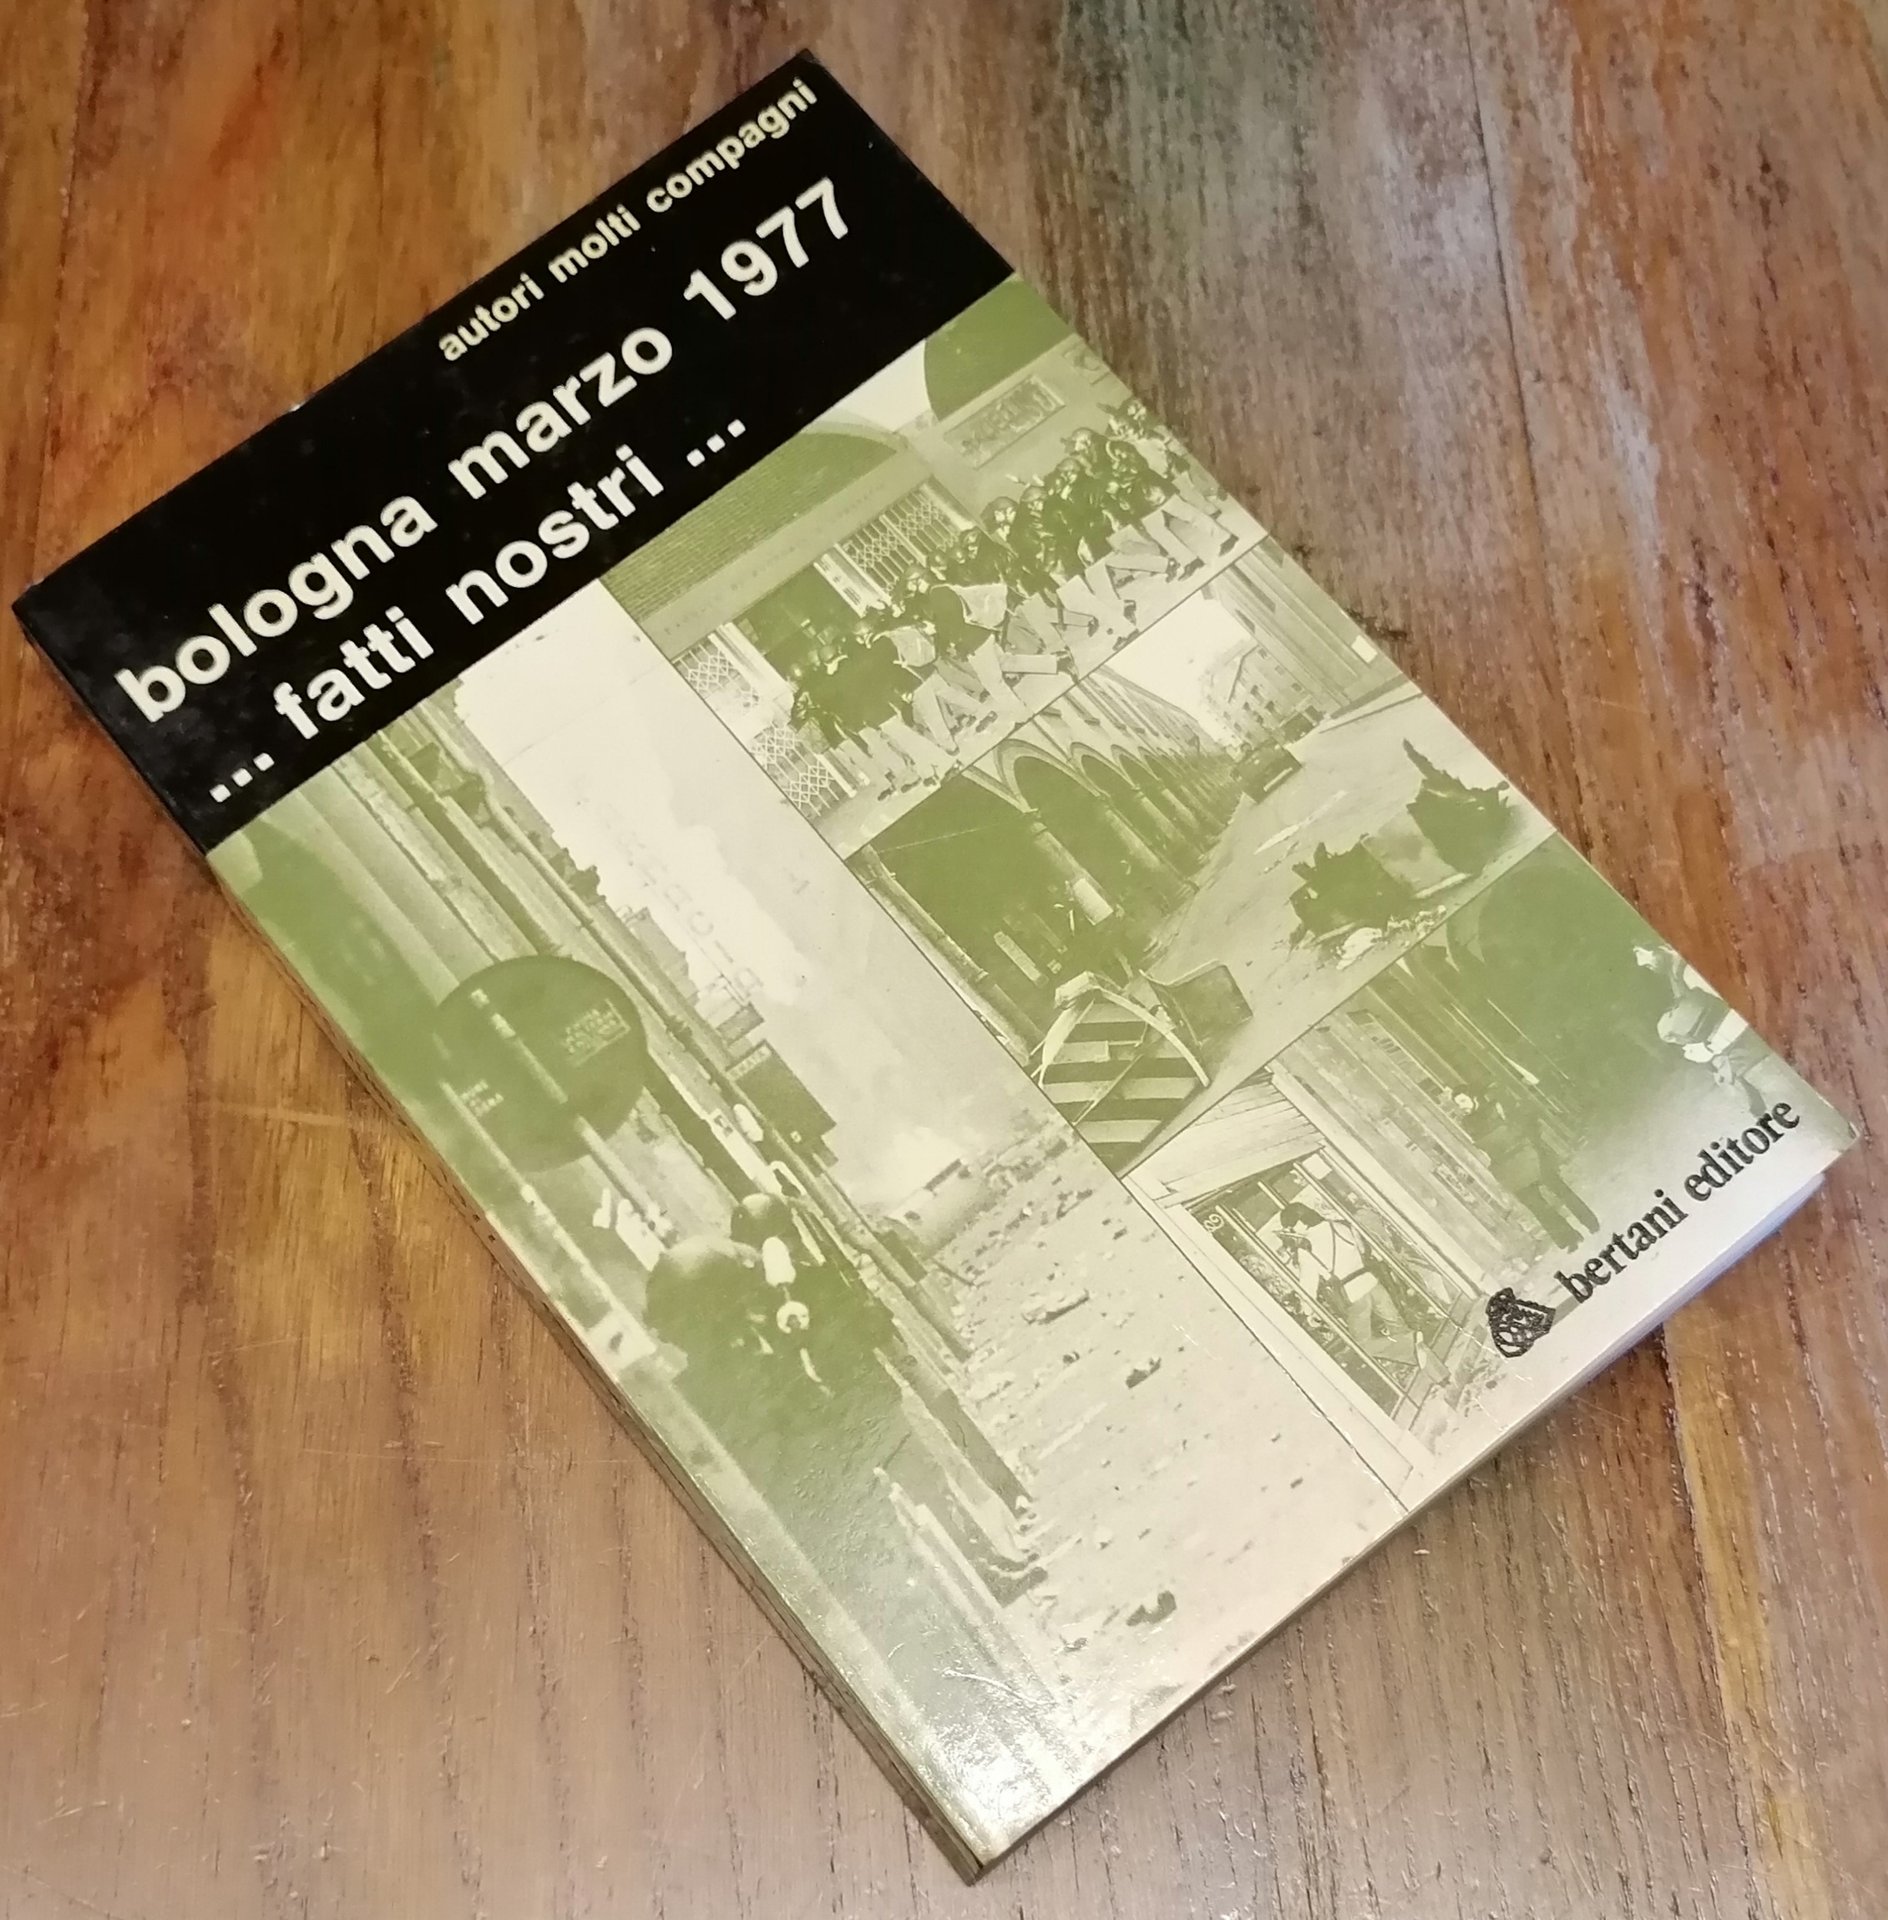 autori molti compagni
bologna marzo 1977
... fatti nostri ...
bertani editore